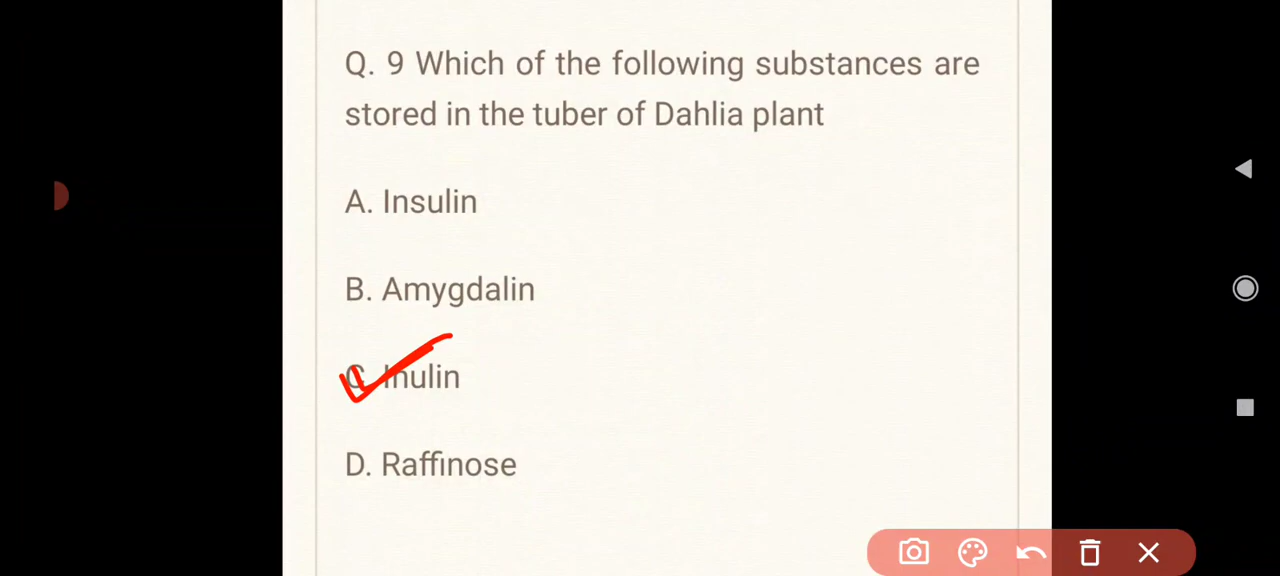 Q. 9 Which of the following substances are
stored in the tuber of Dahlia plant
A. Insulin
B. Amygdalin
C. Inulin
D. Raffinose